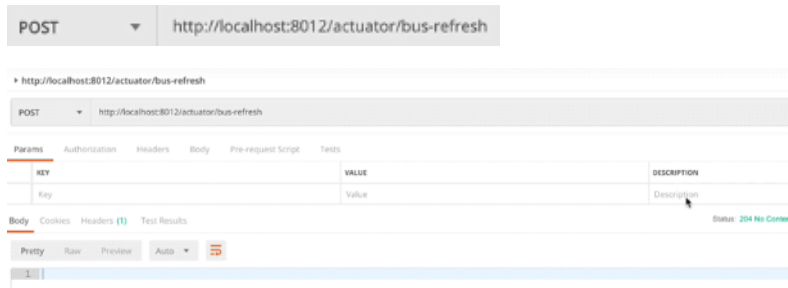 POST http://localhost:8012/actuator/bus-refresh
http://localhost:8012/actuator/bus-refresh
POST http://localhost:8012/actuator/bus-refresh
Params Authorization Headers Body Pre-request Script Tests
KEY VALUE DESCRIPTION
Key Value Description
Body Cookies Headers (1) Test Results Status: 204 No Conte
Pretty Raw Preview Auto
1